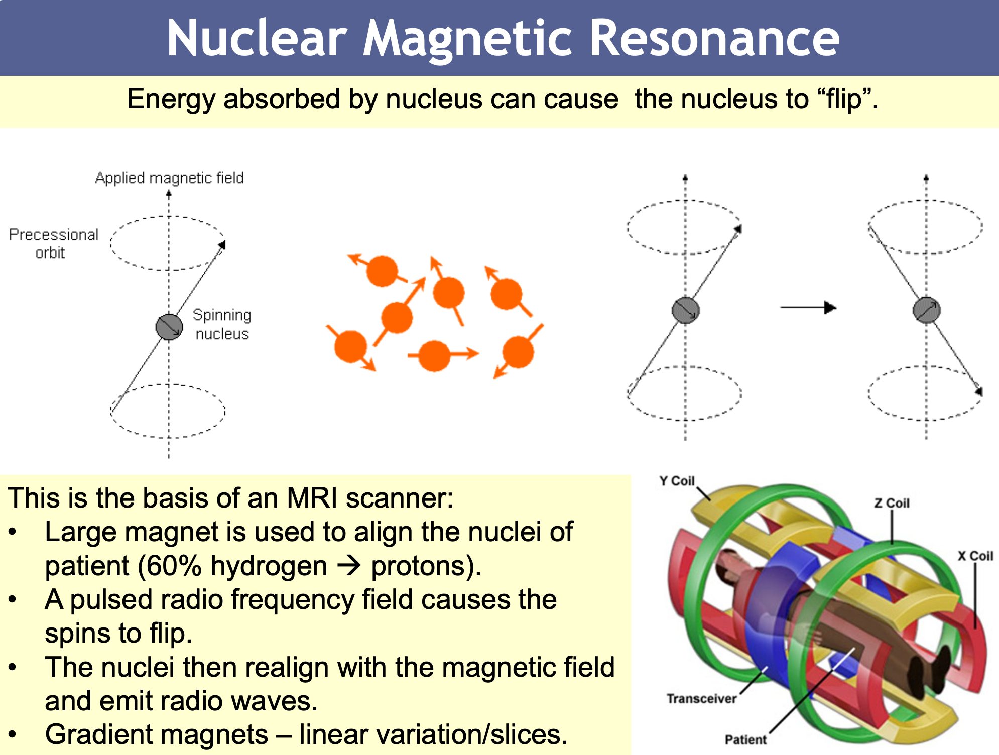 Nuclear Magnetic Resonance
Energy absorbed by nucleus can cause  the nucleus to “flip”.
Applied magnetic field
Precessional
orbit
Spinning
nucleus
This is the basis of an MRI scanner:
• Large magnet is used to align the nuclei of
patient (60% hydrogen → protons).
• A pulsed radio frequency field causes the
spins to flip.
• The nuclei then realign with the magnetic field
and emit radio waves.
• Gradient magnets – linear variation/slices.
Y Coil
Z Coil
X Coil
Transceiver
Patient